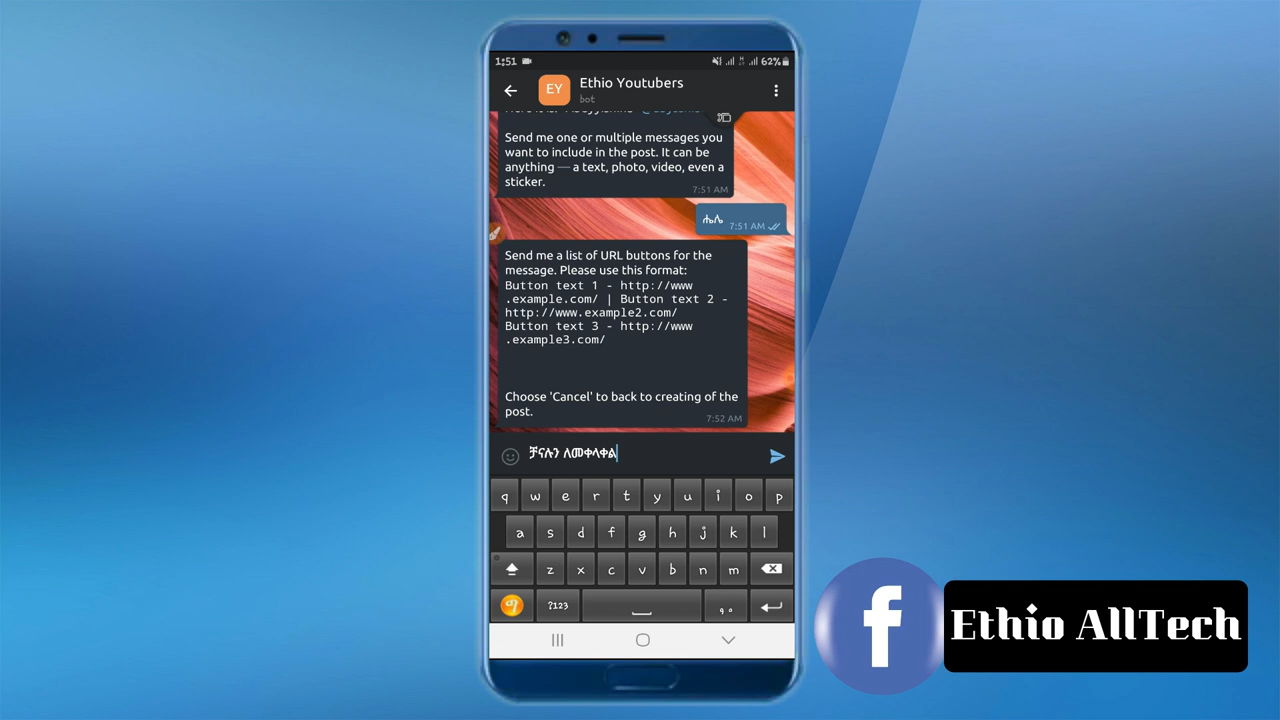 1:51
62%
EY
Ethio Youtubers
bot
Send me one or multiple messages you
want to include in the post. It can be
anything — a text, photo, video, even a
sticker.
7:51 AM
ሔሌ 7:51 AM
Send me a list of URL buttons for the
message. Please use this format:
Button text 1 - http://www
.example.com/ | Button text 2 -
http://www.example2.com/
Button text 3 - http://www
.example3.com/
Choose 'Cancel' to back to creating of the
post.
7:52 AM
ቻናሉን ለመቀላቀል
q w e r t y u i o p
a s d f g h j k l
z x c v b n m
?123
f
Ethio AllTech